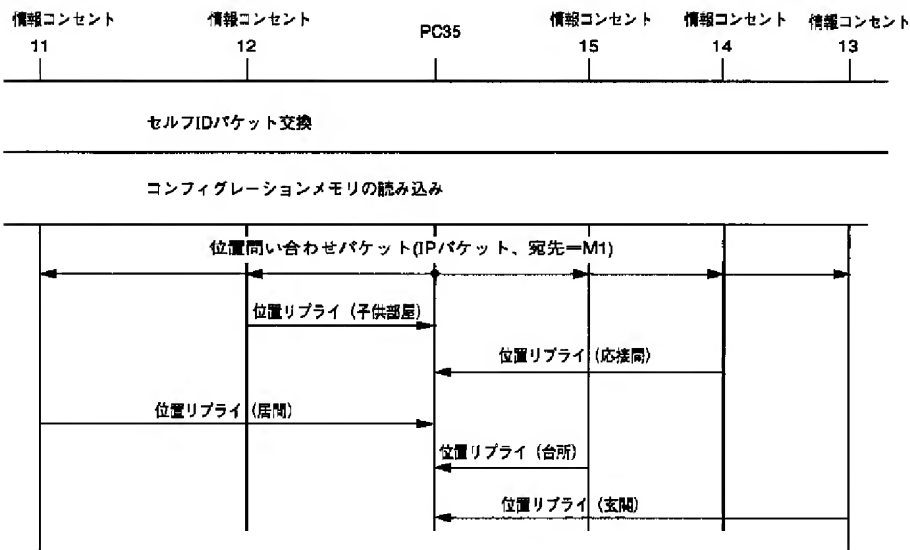 情報コンセント 情報コンセント PC35 情報コンセント 情報コンセント 情報コンセント
11 12 15 14 13
セルフIDパケット交換
コンフィグレーションメモリの読み込み
位置問い合わせパケット(IPパケット、宛先=M1)
位置リプライ (子供部屋)
位置リプライ (応接間)
位置リプライ (居間)
位置リプライ (台所)
位置リプライ (玄関)